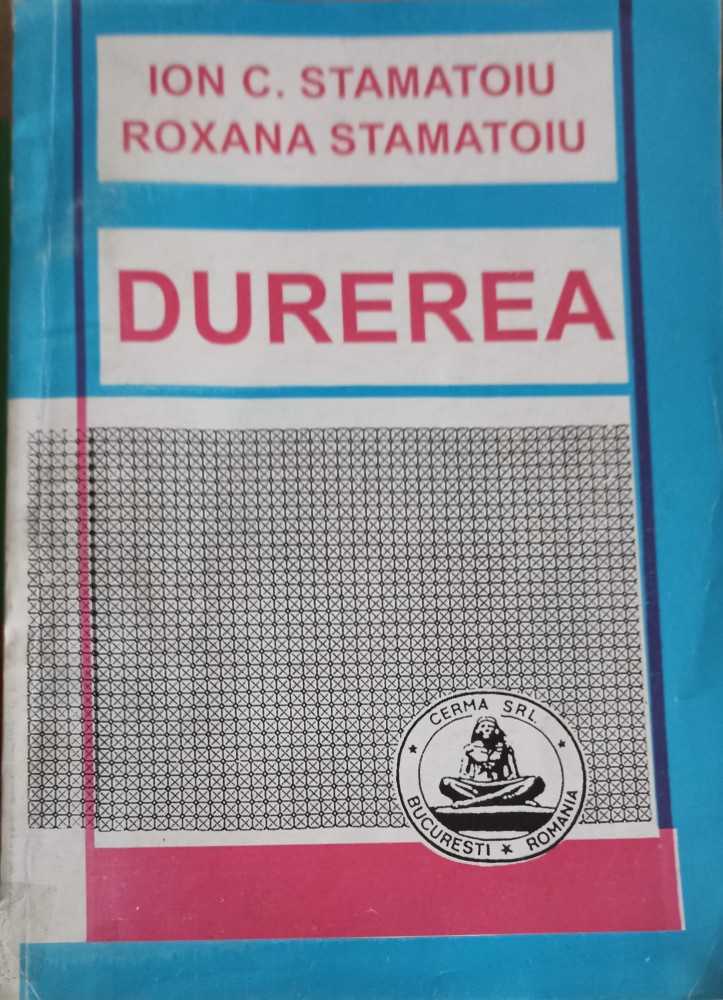 ION C. STAMATOIU
ROXANA STAMATOIU
DUREREA
CERMA SRL.
BUCURESTI * ROMANIA